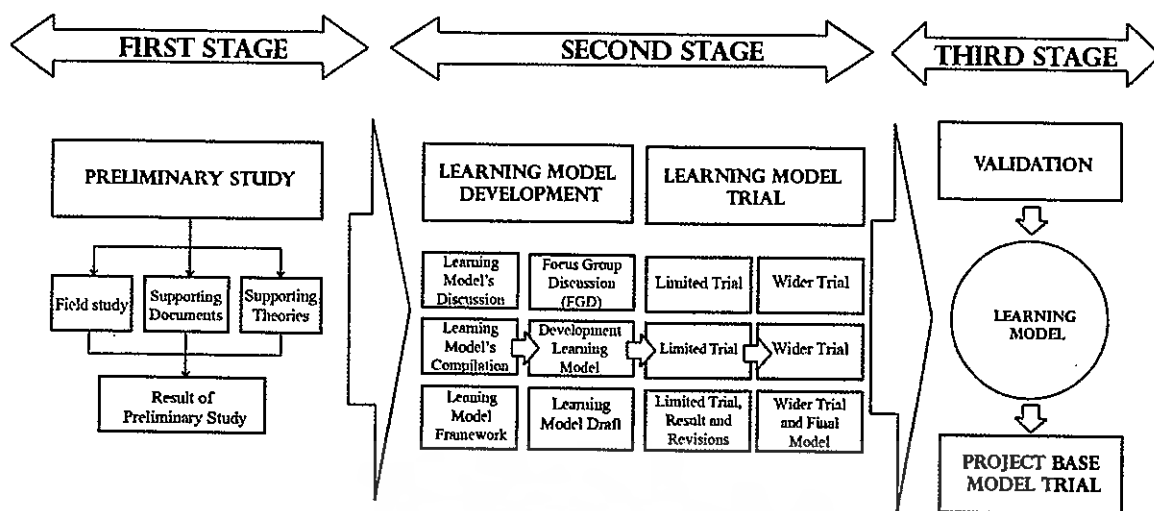 FIRST STAGE
SECOND STAGE
THIRD STAGE
PRELIMINARY STUDY
Field study
Supporting
Documents
Supporting
Theories
Result of
Preliminary Study
LEARNING MODEL
DEVELOPMENT
LEARNING MODEL
TRIAL
Learning
Model's
Discussion
Focus Group
Discussion
(FGD)
Limited Trial
Wider Trial
Learning
Model's
Compilation
Development
Learning
Model
Limited Trial
Wider Trial
Learning
Model
Framework
Learning
Model Draft
Limited Trial,
Result and
Revisions
Wider Trial
and Final
Model
VALIDATION
LEARNING
MODEL
PROJECT BASE
MODEL TRIAL